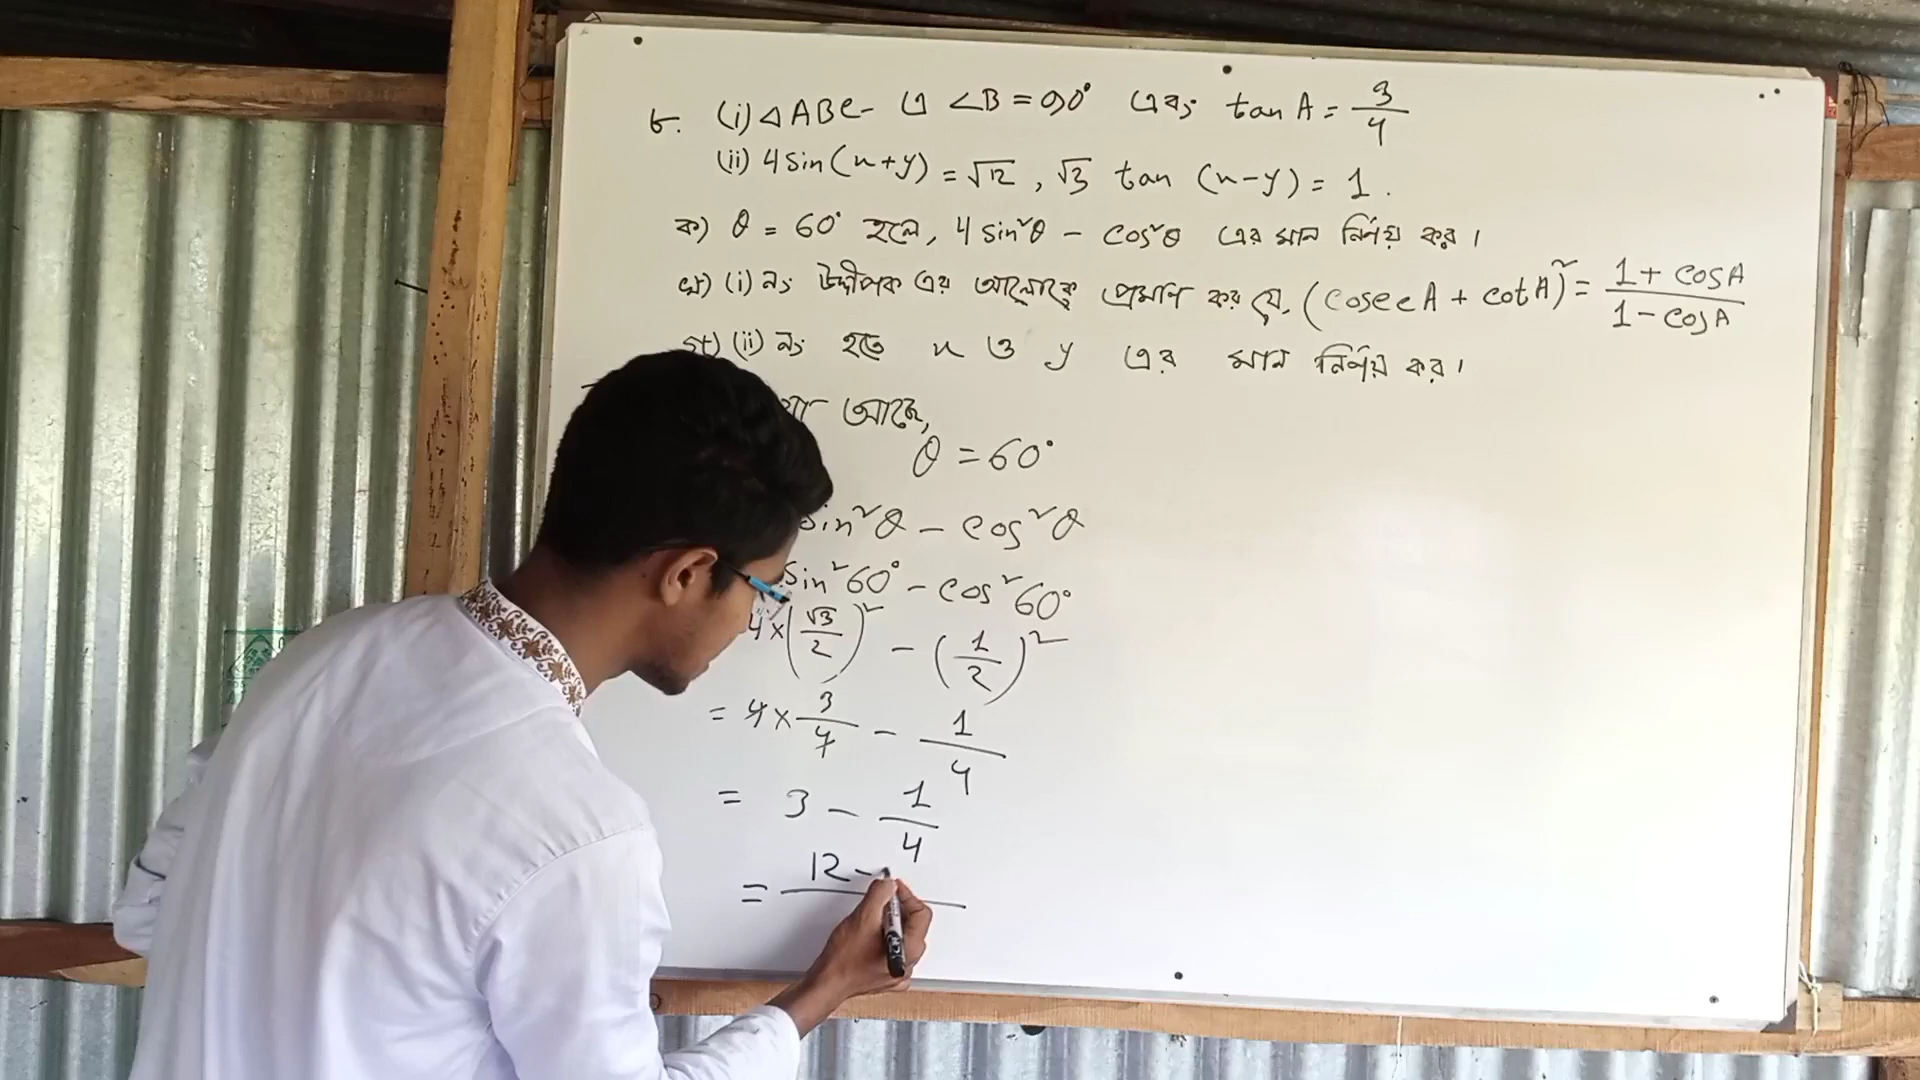 ৮. (i) △ABC- এ ∠B = 90° এবং tan A = 3/4
(ii) 4 sin(x+y) = √12, √3 tan (x-y) = 1.
ক) θ = 60° হলে, 4 sin²θ - cos²θ এর মান নির্ণয় কর।
খ) (i) নং উদ্দীপক এর আলোকে প্রমাণ কর যে, (cosec A + cot A)² = (1 + cos A)/(1 - cos A)
গ) (ii) নং হতে x ও y এর মান নির্ণয় কর।
আছে,
θ = 60°
sin²θ - cos²θ
sin²60° - cos²60°
4×(√3/2)² - (1/2)²
= 4×3/4 - 1/4
= 3 - 1/4
= 12 -